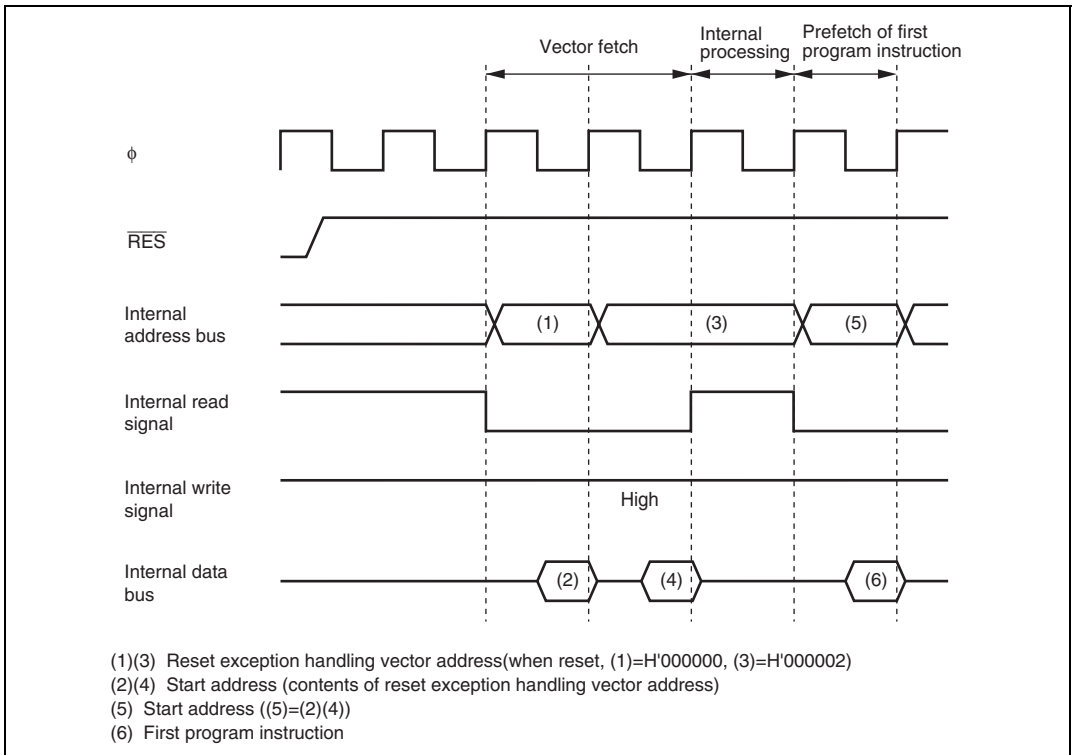 Vector fetch
Internal
processing
Prefetch of first
program instruction
ϕ
RES
Internal
address bus
(1)
(3)
(5)
Internal read
signal
Internal write
signal
High
Internal data
bus
(2)
(4)
(6)
(1)(3) Reset exception handling vector address(when reset, (1)=H'000000, (3)=H'000002)
(2)(4) Start address (contents of reset exception handling vector address)
(5) Start address ((5)=(2)(4))
(6) First program instruction